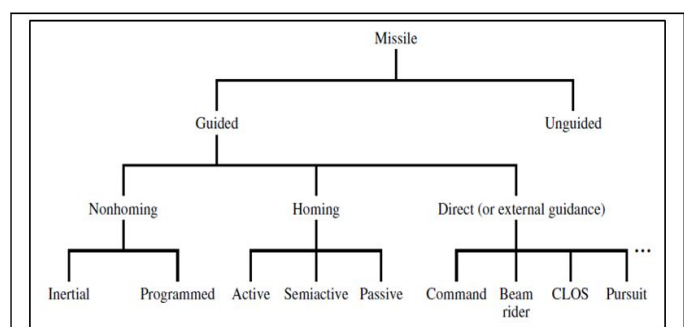 Missile
Guided Unguided
Nonhoming Homing Direct (or external guidance)
...
Inertial Programmed Active Semiactive Passive Command Beam CLOS Pursuit
rider